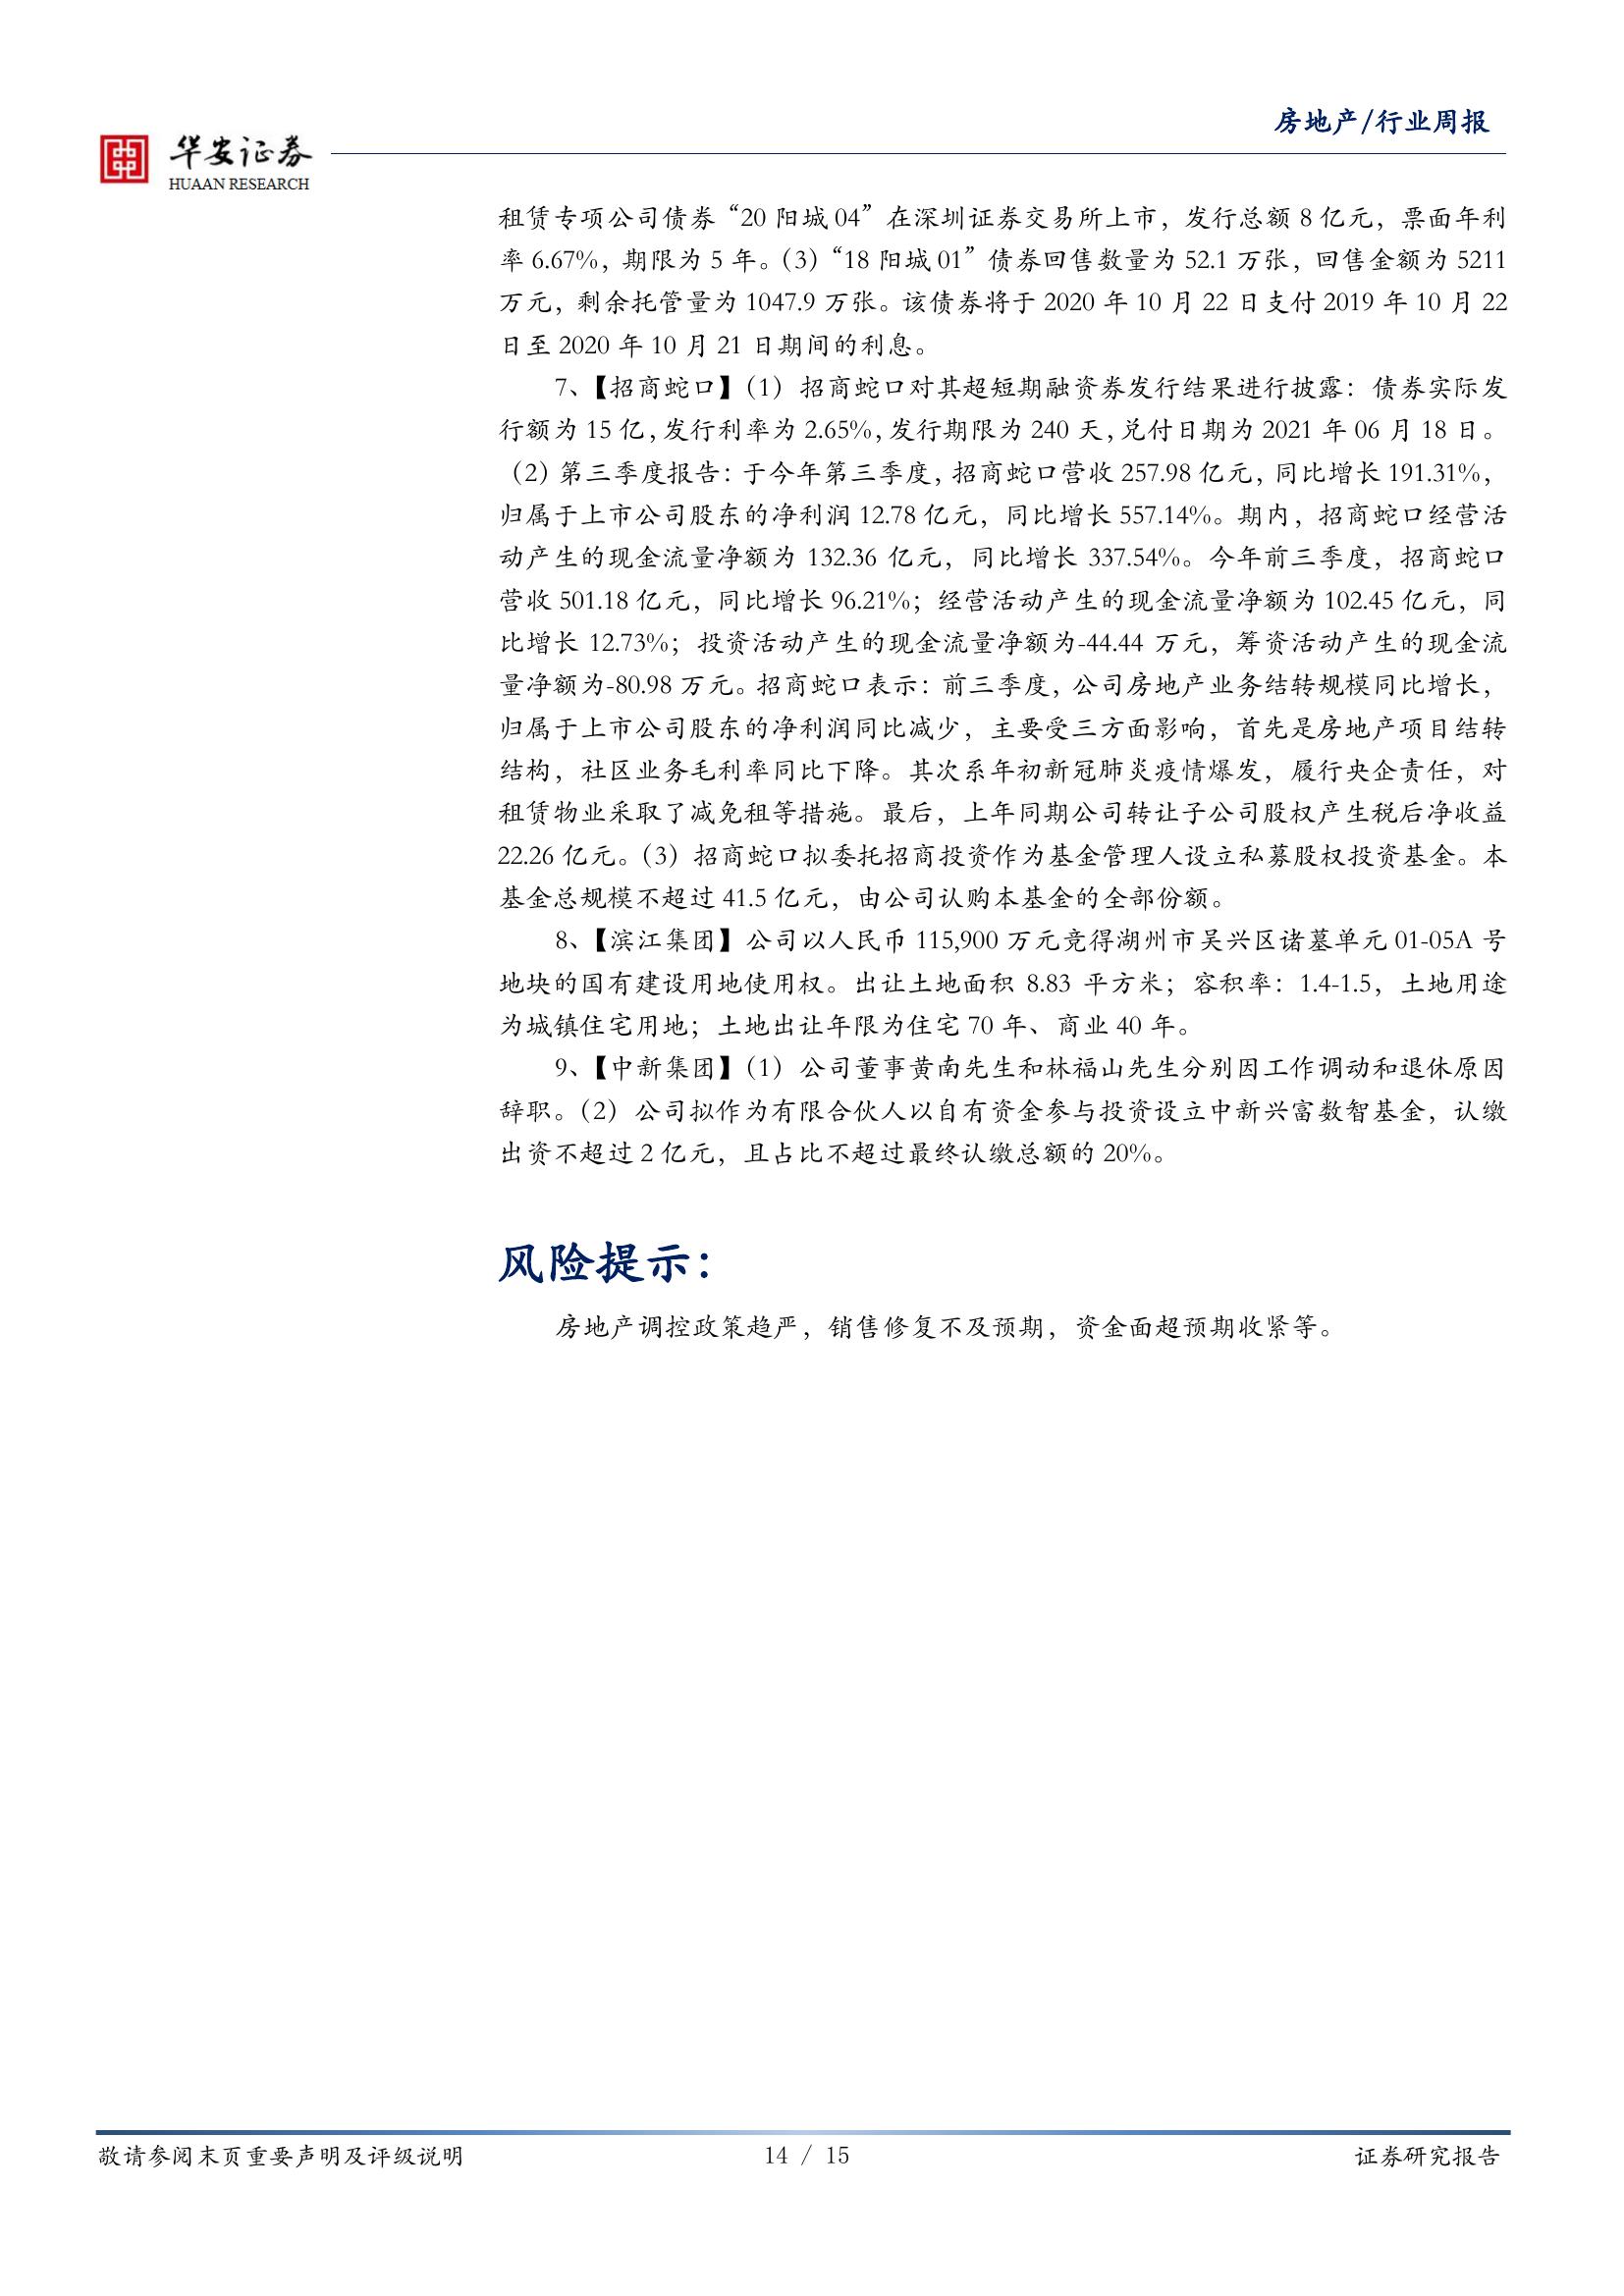 房地产/行业周报
华安证券
HUAAN RESEARCH
租赁专项公司债券“20 阳城 04”在深圳证券交易所上市，发行总额 8 亿元，票面年利
率 6.67%，期限为 5 年。（3）“18 阳城 01”债券回售数量为 52.1 万张，回售金额为 5211
万元，剩余托管量为 1047.9 万张。该债券将于 2020 年 10 月 22 日支付 2019 年 10 月 22
日至 2020 年 10 月 21 日期间的利息。
7、【招商蛇口】（1）招商蛇口对其超短期融资券发行结果进行披露：债券实际发
行额为 15 亿，发行利率为 2.65%，发行期限为 240 天，兑付日期为 2021 年 06 月 18 日。
（2）第三季度报告：于今年第三季度，招商蛇口营收 257.98 亿元，同比增长 191.31%，
归属于上市公司股东的净利润 12.78 亿元，同比增长 557.14%。期内，招商蛇口经营活
动产生的现金流量净额为 132.36 亿元，同比增长 337.54%。今年前三季度，招商蛇口
营收 501.18 亿元，同比增长 96.21%；经营活动产生的现金流量净额为 102.45 亿元，同
比增长 12.73%；投资活动产生的现金流量净额为-44.44 万元，筹资活动产生的现金流
量净额为-80.98 万元。招商蛇口表示：前三季度，公司房地产业务结转规模同比增长，
归属于上市公司股东的净利润同比减少，主要受三方面影响，首先是房地产项目结转
结构，社区业务毛利率同比下降。其次系年初新冠肺炎疫情爆发，履行央企责任，对
租赁物业采取了减免租等措施。最后，上年同期公司转让子公司股权产生税后净收益
22.26 亿元。（3）招商蛇口拟委托招商投资作为基金管理人设立私募股权投资基金。本
基金总规模不超过 41.5 亿元，由公司认购本基金的全部份额。
8、【滨江集团】公司以人民币 115,900 万元竞得湖州市吴兴区诸墓单元 01-05A 号
地块的国有建设用地使用权。出让土地面积 8.83 平方米；容积率：1.4-1.5，土地用途
为城镇住宅用地；土地出让年限为住宅 70 年、商业 40 年。
9、【中新集团】（1）公司董事黄南先生和林福山先生分别因工作调动和退休原因
辞职。（2）公司拟作为有限合伙人以自有资金参与投资设立中新兴富数智基金，认缴
出资不超过 2 亿元，且占比不超过最终认缴总额的 20%。
风险提示：
房地产调控政策趋严，销售修复不及预期，资金面超预期收紧等。
敬请参阅末页重要声明及评级说明
14 / 15
证券研究报告